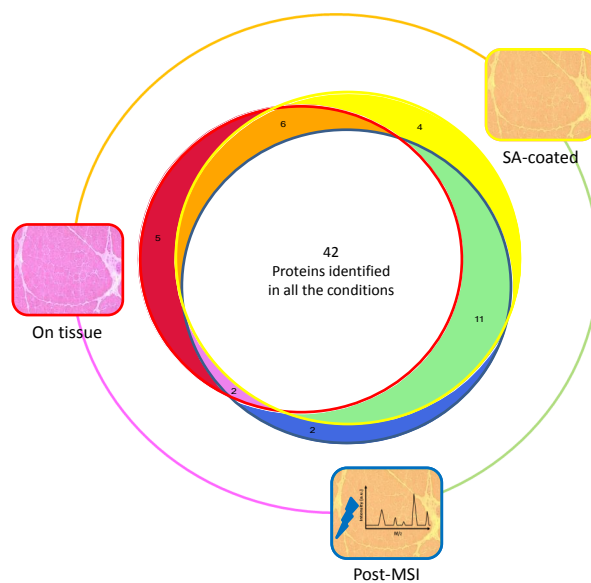 6
4
SA-coated
5
42
Proteins identified
in all the conditions
On tissue
11
2
2
Intensity (a.u.)
M/z
Post-MSI